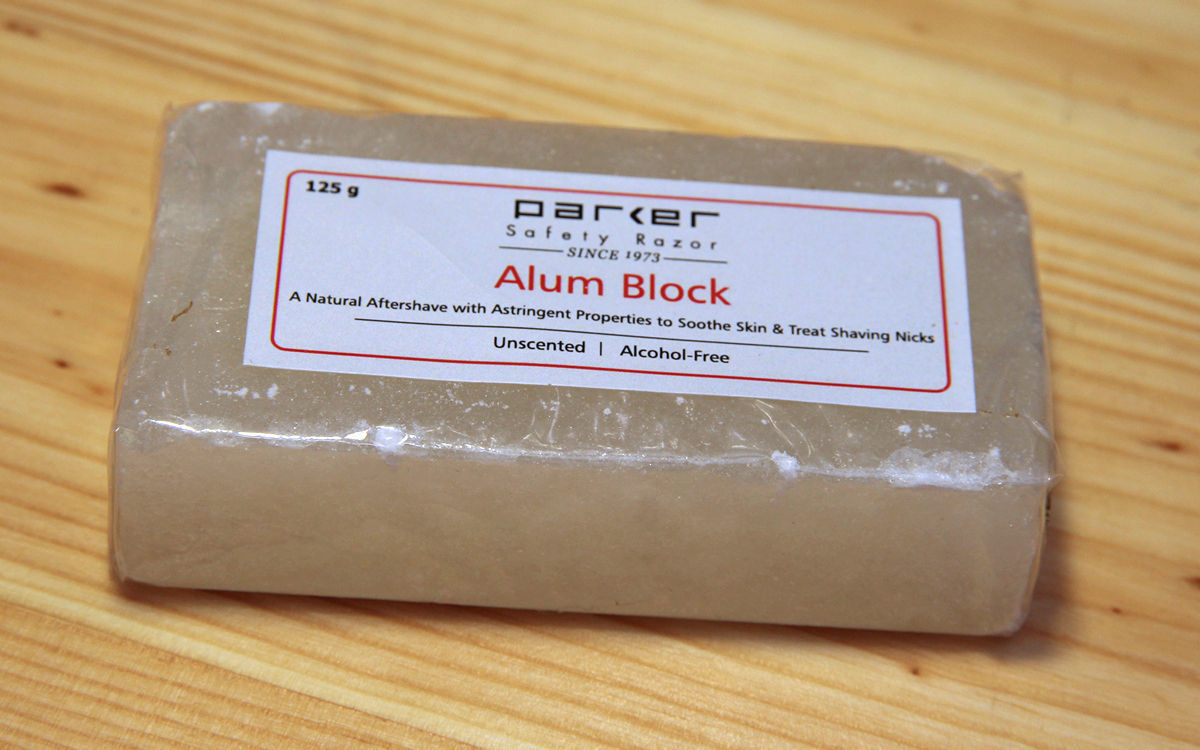 125 g
parker
Safety Razor
SINCE 1973
Alum Block
A Natural Aftershave with Astringent Properties to Soothe Skin & Treat Shaving Nicks
Unscented | Alcohol-Free